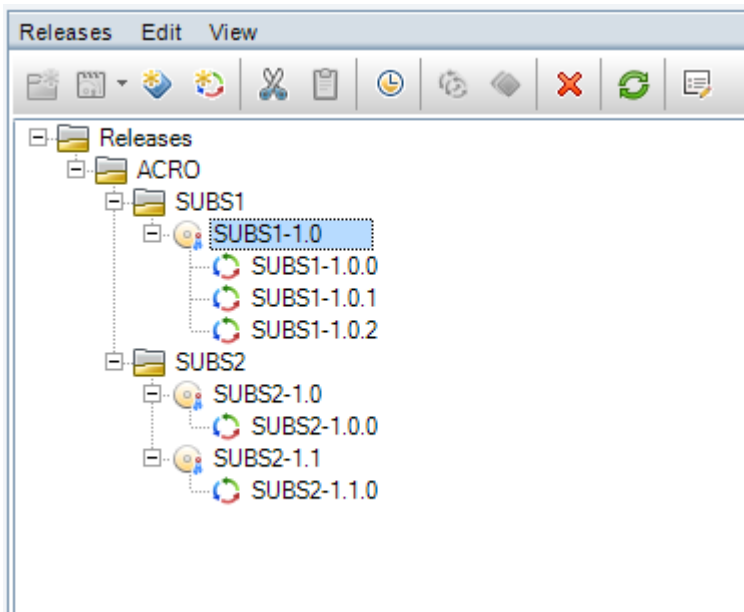 Releases Edit View
Releases
ACRO
SUBS1
SUBS1-1.0
SUBS1-1.0.0
SUBS1-1.0.1
SUBS1-1.0.2
SUBS2
SUBS2-1.0
SUBS2-1.0.0
SUBS2-1.1
SUBS2-1.1.0